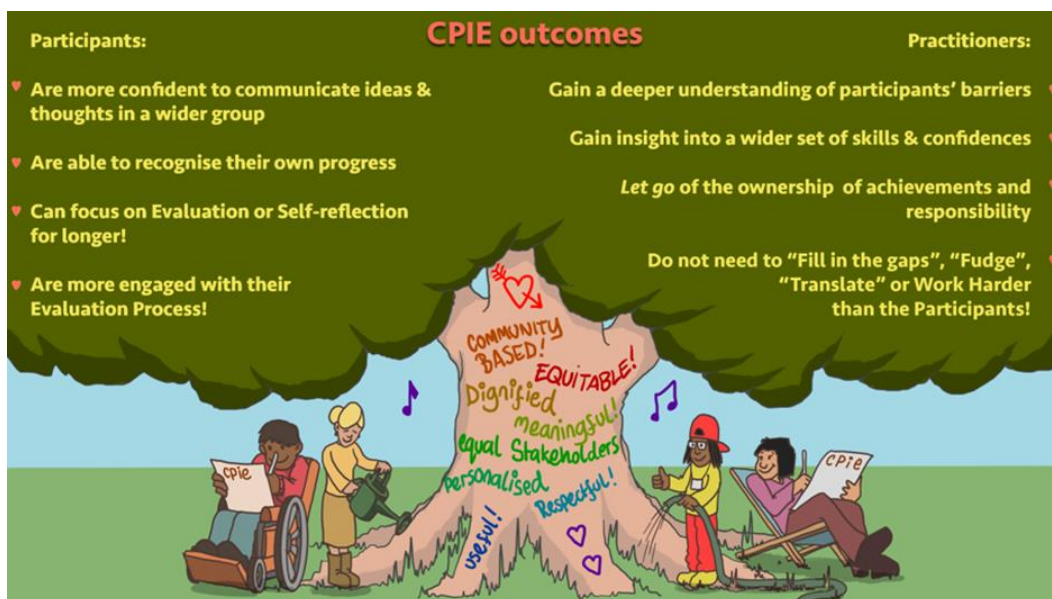 CPIE outcomes
Participants:
Are more confident to communicate ideas &
thoughts in a wider group
Are able to recognise their own progress
Can focus on Evaluation or Self-reflection
for longer!
Are more engaged with their
Evaluation Process!
Practitioners:
Gain a deeper understanding of participants' barriers
Gain insight into a wider set of skills & confidences
Let go of the ownership of achievements and
responsibility
Do not need to “Fill in the gaps”, “Fudge”,
“Translate” or Work Harder
than the Participants!
COMMUNITY
BASED!
EQUITABLE!
Dignified
meaningful!
equal Stakeholders
personalised
Respectful!
useful!
CPie
CPie